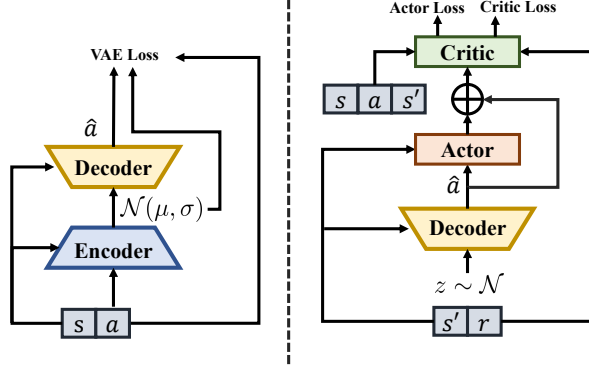 VAE Loss
â
Decoder
𝒩(μ, σ)
Encoder
s a
Actor Loss Critic Loss
Critic
s a s′
Actor
â
Decoder
z ∼ 𝒩
s′ r